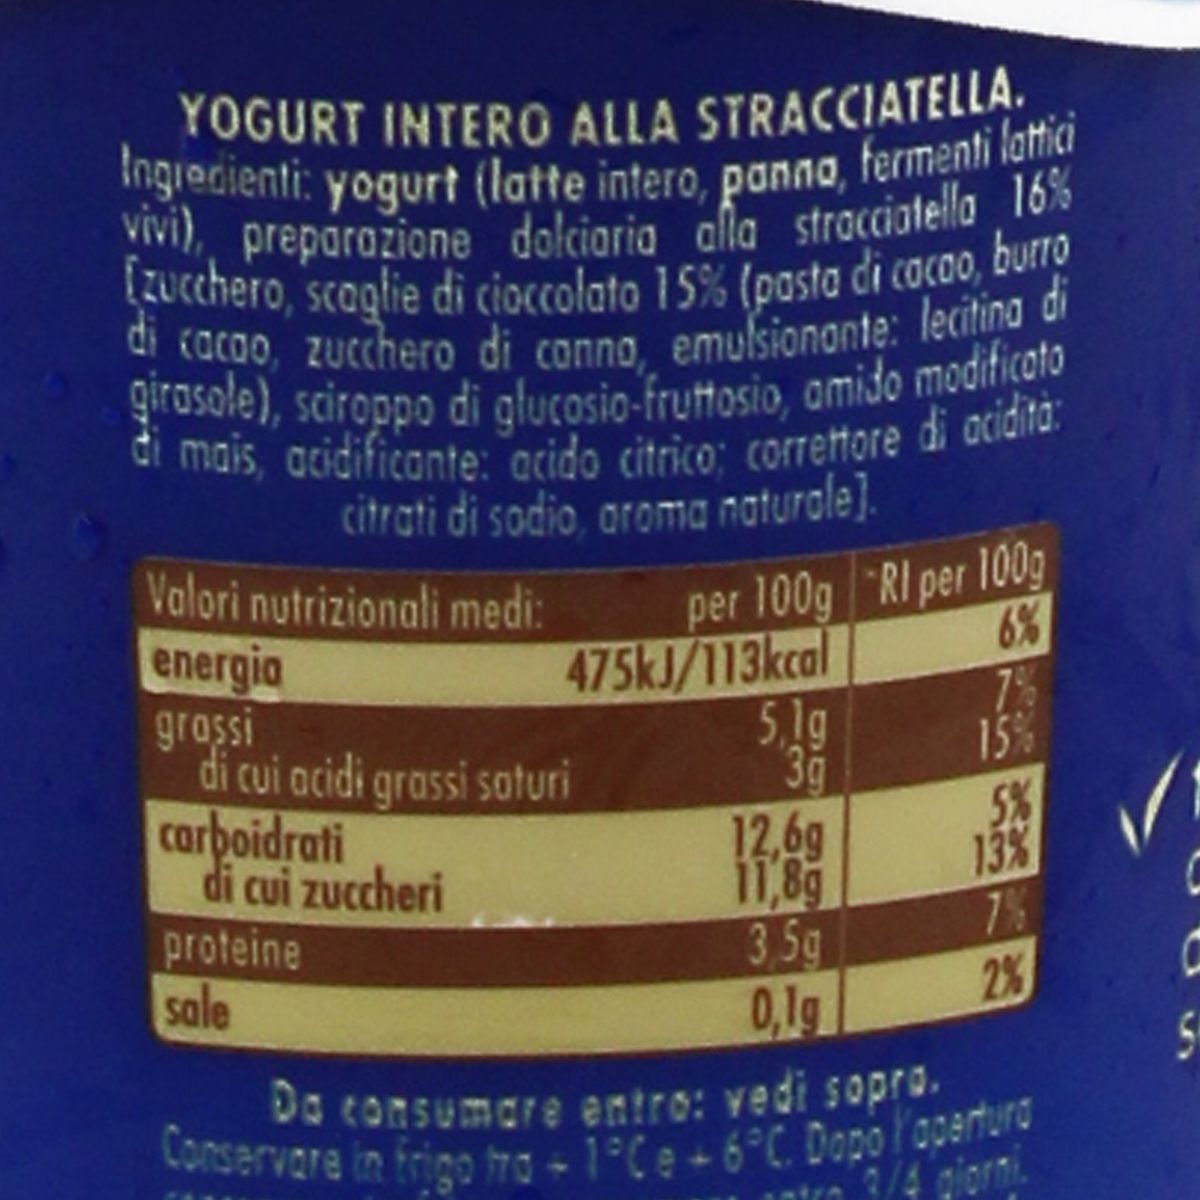 YOGURT INTERO ALLA STRACCIATELLA.
Ingredienti: yogurt (latte intero, panna, fermenti lattici
vivi), preparazione dolciaria alla stracciatella 16%
[zucchero, scaglie di cioccolato 15% (pasta di cacao, burro
di cacao, zucchero di canna, emulsionante: lecitina di
girasole), sciroppo di glucosio-fruttosio, amido modificato
di mais, acidificante: acido citrico; correttore di acidità:
citrati di sodio, aroma naturale].
Valori nutrizionali medi: per 100g *RI per 100g
energia 475kJ/113kcal 6%
grassi 5,1g 7%
di cui acidi grassi saturi 3g 15%
carboidrati 12,6g 5%
di cui zuccheri 11,8g 13%
proteine 3,5g 7%
sale 0,1g 2%
Da consumare entro: vedi sopra.
Conservare in frigo tra + 1°C e + 6°C. Dopo l'apertura
entro 3/4 giorni.